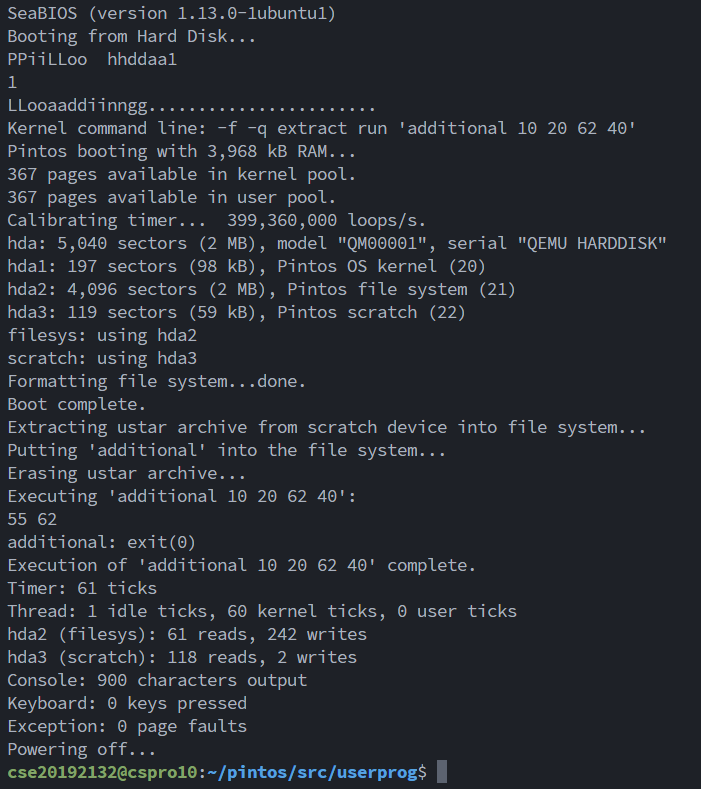 SeaBIOS (version 1.13.0-1ubuntu1)
Booting from Hard Disk...
PPiiLLoo  hhddaa1
1
LLooaaddiinngg.......................
Kernel command line: -f -q extract run 'additional 10 20 62 40'
Pintos booting with 3,968 kB RAM...
367 pages available in kernel pool.
367 pages available in user pool.
Calibrating timer...  399,360,000 loops/s.
hda: 5,040 sectors (2 MB), model "QM00001", serial "QEMU HARDDISK"
hda1: 197 sectors (98 kB), Pintos OS kernel (20)
hda2: 4,096 sectors (2 MB), Pintos file system (21)
hda3: 119 sectors (59 kB), Pintos scratch (22)
filesys: using hda2
scratch: using hda3
Formatting file system...done.
Boot complete.
Extracting ustar archive from scratch device into file system...
Putting 'additional' into the file system...
Erasing ustar archive...
Executing 'additional 10 20 62 40':
55 62
additional: exit(0)
Execution of 'additional 10 20 62 40' complete.
Timer: 61 ticks
Thread: 1 idle ticks, 60 kernel ticks, 0 user ticks
hda2 (filesys): 61 reads, 242 writes
hda3 (scratch): 118 reads, 2 writes
Console: 900 characters output
Keyboard: 0 keys pressed
Exception: 0 page faults
Powering off...
cse20192132@cspro10:~/pintos/src/userprog$